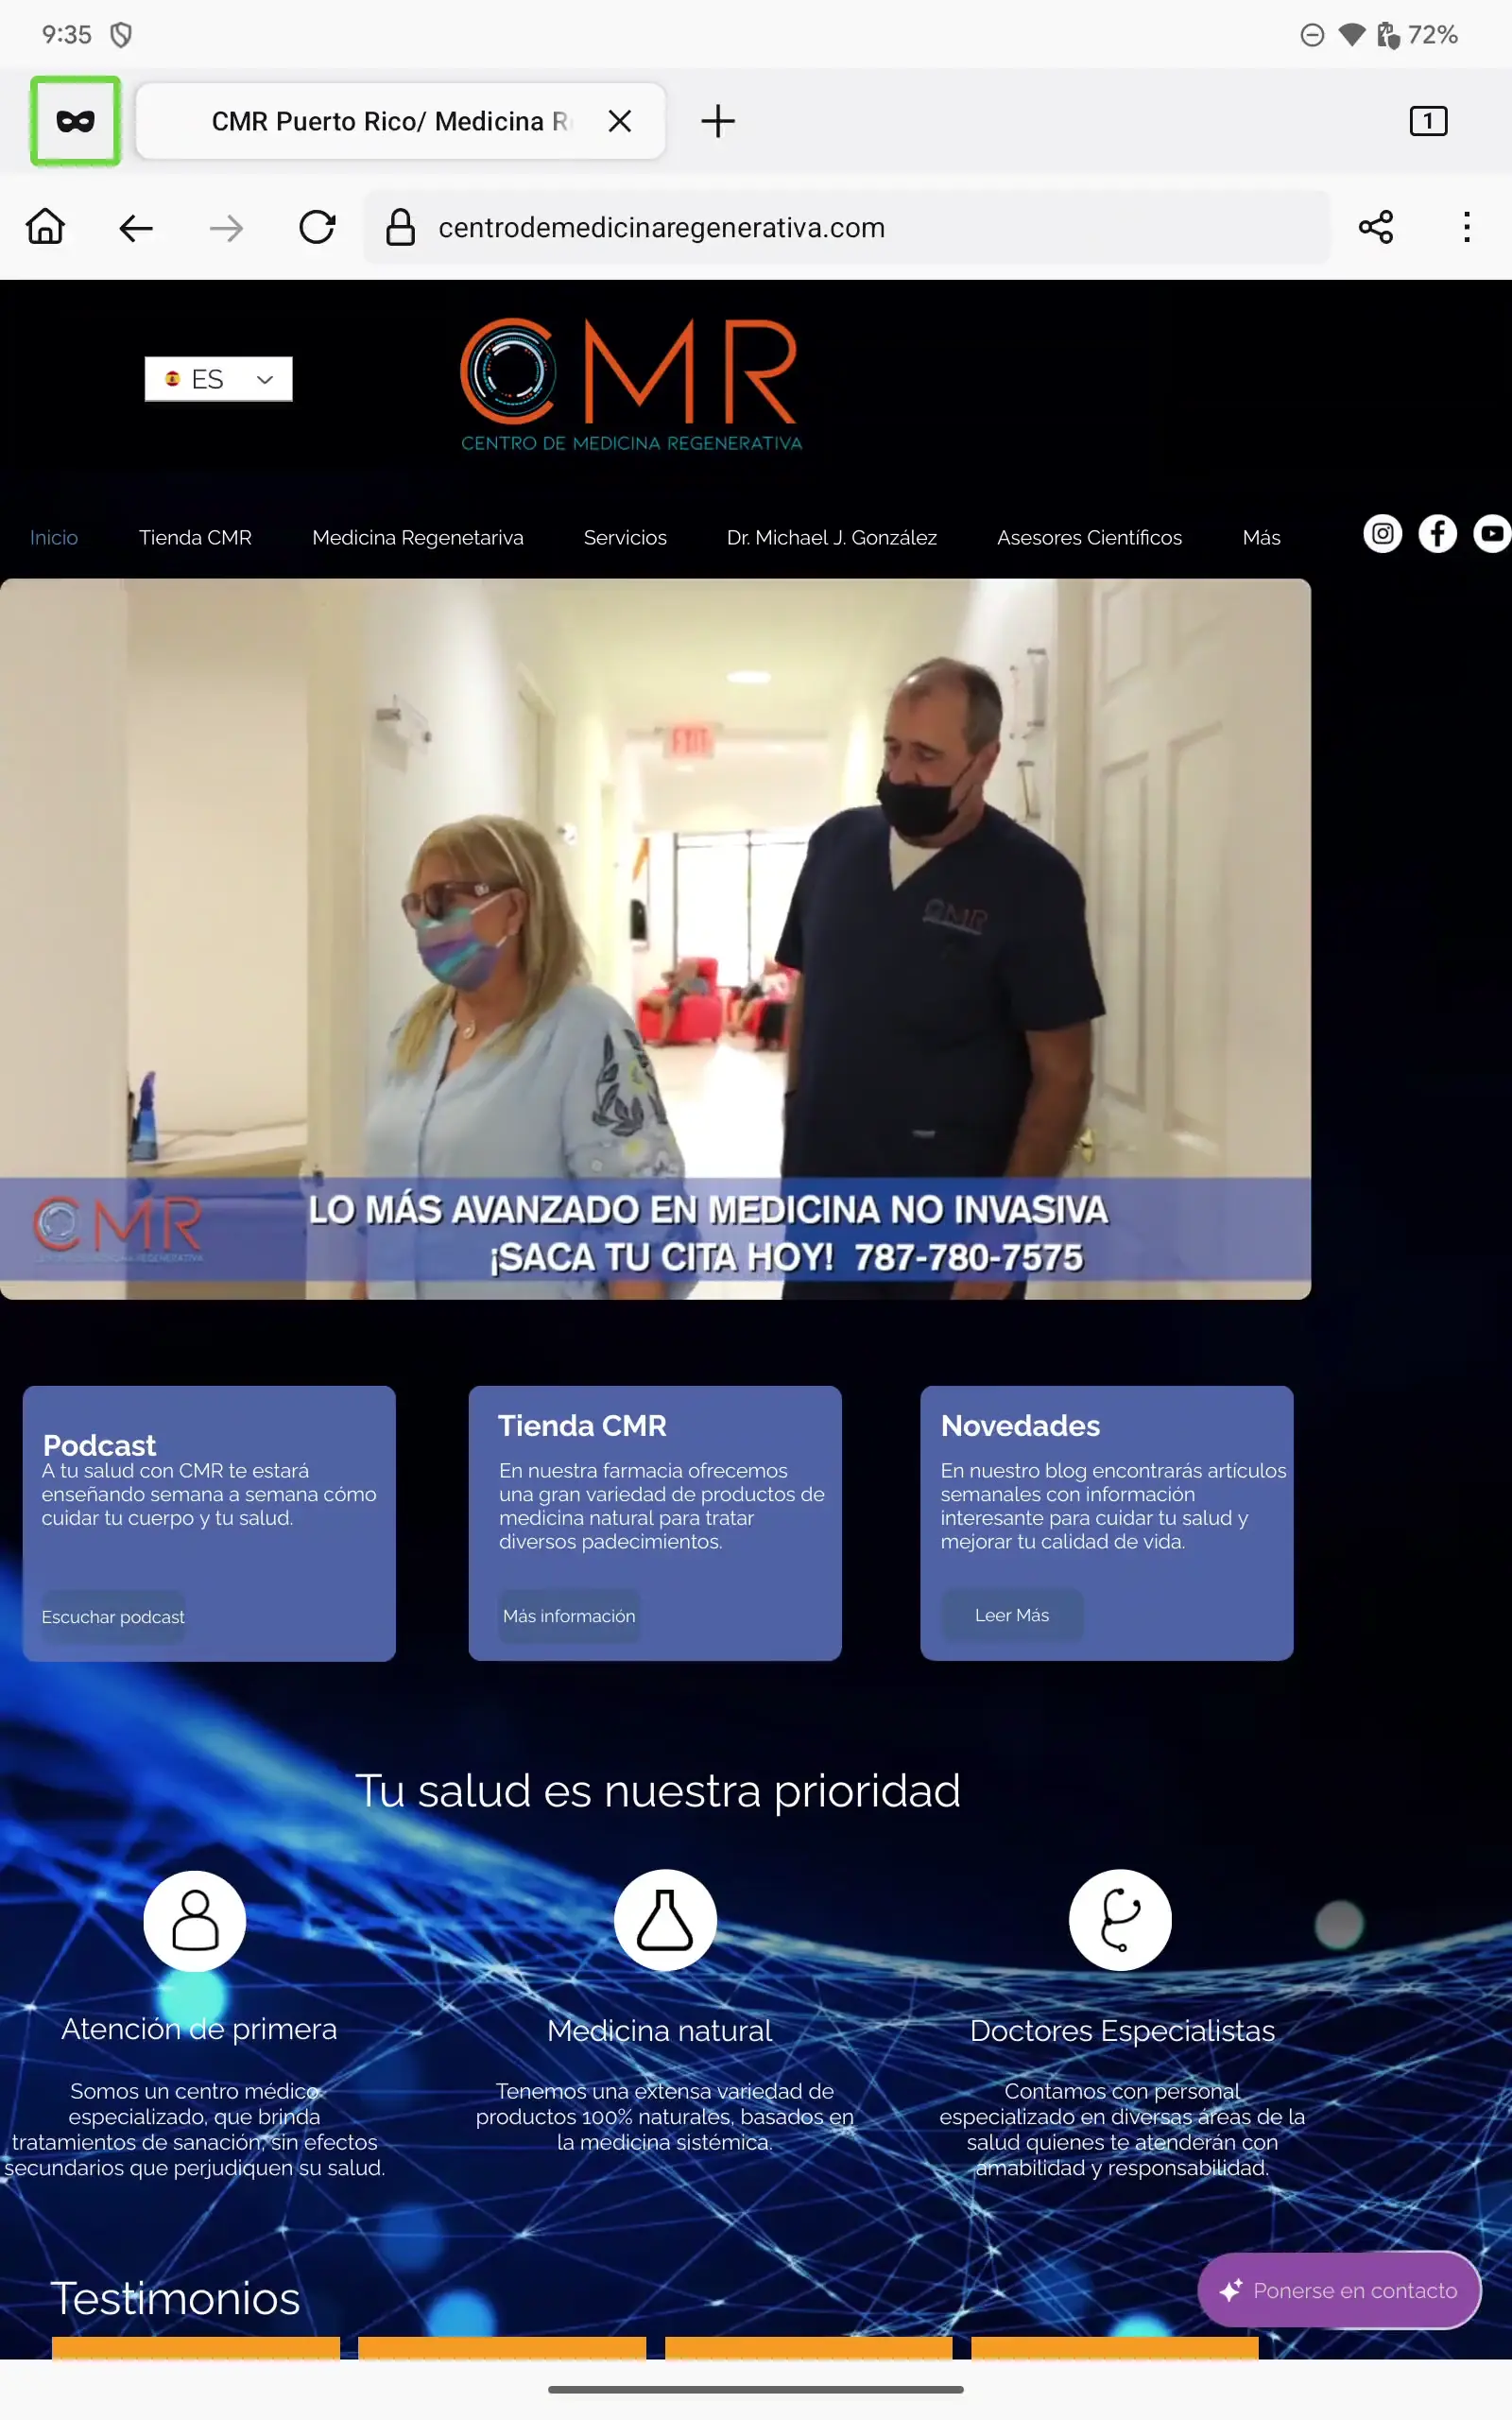 9:35
72%
CMR Puerto Rico/ Medicina R
1
centrodemedicinaregenerativa.com
ES
CMR
CENTRO DE MEDICINA REGENERATIVA
Inicio
Tienda CMR
Medicina Regenetariva
Servicios
Dr. Michael J. González
Asesores Científicos
Más
EXIT
CMR
CMR
LO MÁS AVANZADO EN MEDICINA NO INVASIVA
¡SACA TU CITA HOY! 787-780-7575
Podcast
A tu salud con CMR te estará
enseñando semana a semana cómo
cuidar tu cuerpo y tu salud.
Escuchar podcast
Tienda CMR
En nuestra farmacia ofrecemos
una gran variedad de productos de
medicina natural para tratar
diversos padecimientos.
Más información
Novedades
En nuestro blog encontrarás artículos
semanales con información
interesante para cuidar tu salud y
mejorar tu calidad de vida.
Leer Más
Tu salud es nuestra prioridad
Atención de primera
Somos un centro médico
especializado, que brinda
tratamientos de sanación, sin efectos
secundarios que perjudiquen su salud.
Medicina natural
Tenemos una extensa variedad de
productos 100% naturales, basados en
la medicina sistémica.
Doctores Especialistas
Contamos con personal
especializado en diversas áreas de la
salud quienes te atenderán con
amabilidad y responsabilidad.
Testimonios
Ponerse en contacto